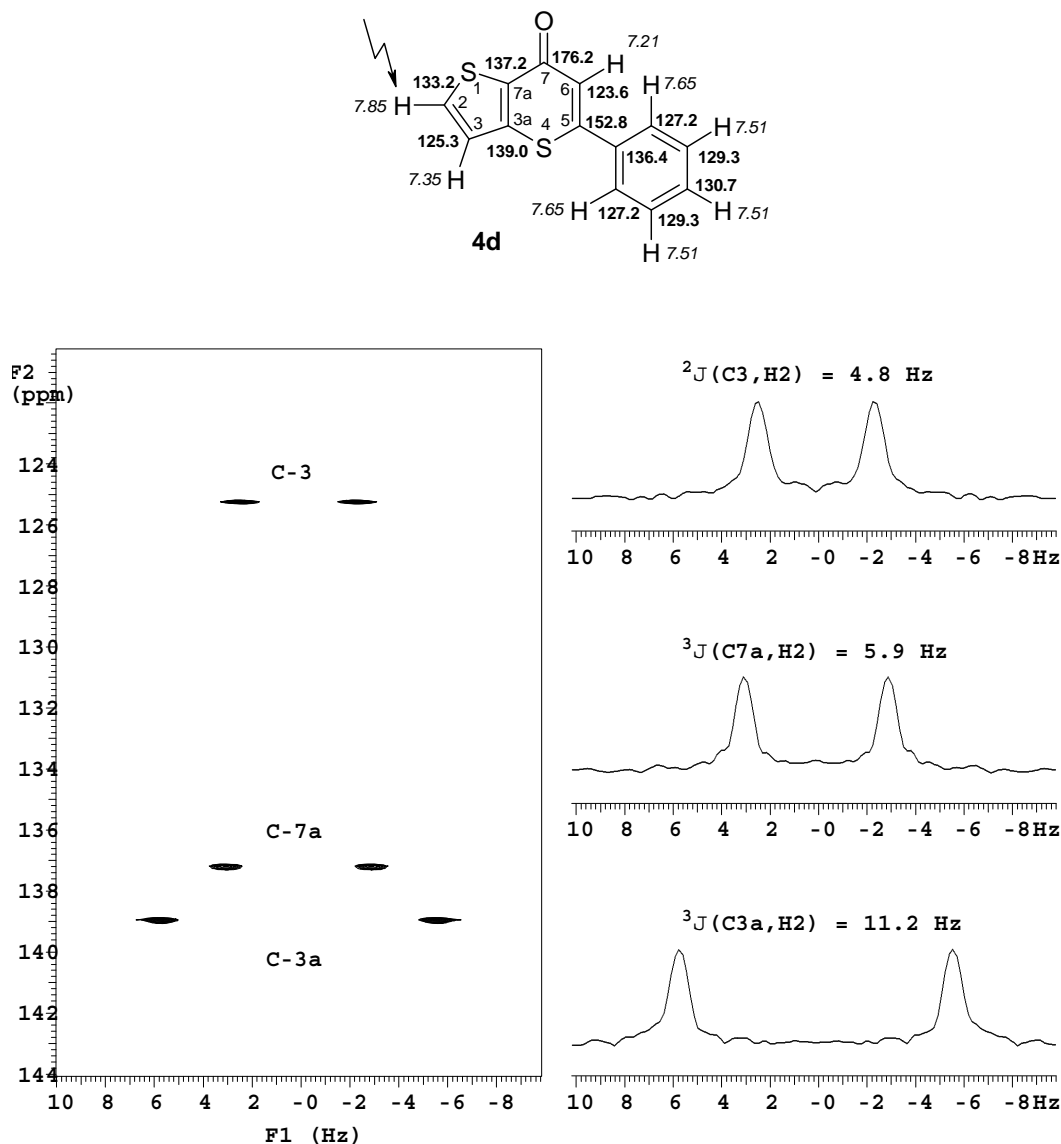 O
7.21
S 137.2 176.2 H
133.2 1 7 7.65
7.85 H 2 7a 6 123.6 H
3 3a 4 5 152.8 127.2 H 7.51
125.3 139.0 S 136.4 129.3
7.35 H 130.7
7.65 H 127.2 129.3 H 7.51
4d H 7.51
F2
(ppm)
124
126
128
130
132
134
136
138
140
142
144
C-3
C-7a
C-3a
10 8 6 4 2 -0 -2 -4 -6 -8
F1 (Hz)
²J(C3,H2) = 4.8 Hz
10 8 6 4 2 -0 -2 -4 -6 -8Hz
³J(C7a,H2) = 5.9 Hz
10 8 6 4 2 -0 -2 -4 -6 -8Hz
³J(C3a,H2) = 11.2 Hz
10 8 6 4 2 -0 -2 -4 -6 -8Hz